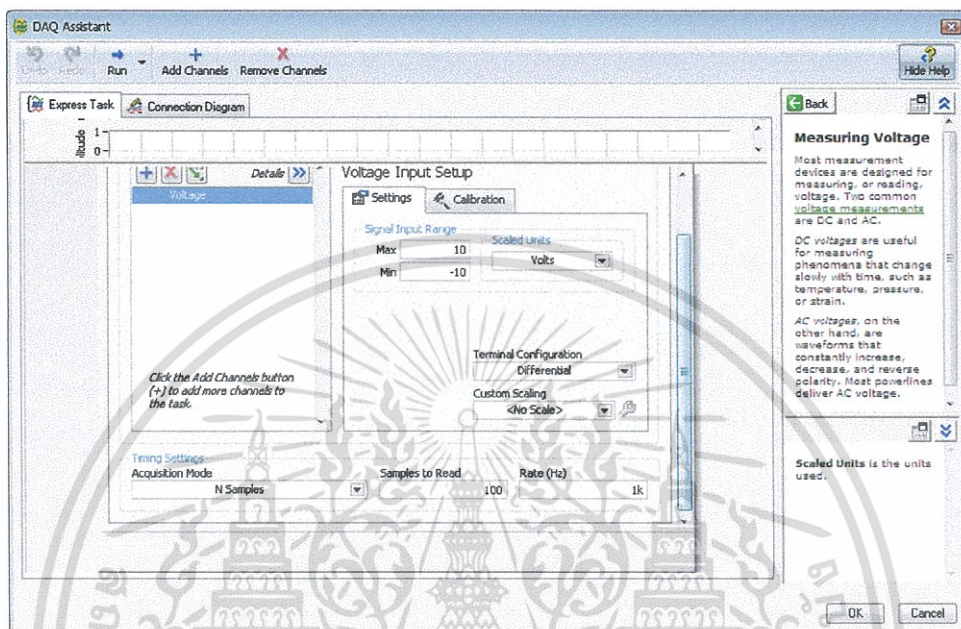 DAQ Assistant
Undo Redo Run Add Channels Remove Channels Hide Help
Express Task Connection Diagram
litude
1
0
Details
Voltage
Click the Add Channels button
(+) to add more channels to
the task.
Voltage Input Setup
Settings Calibration
Signal Input Range
Max 10
Min -10
Scaled Units
Volts
Terminal Configuration
Differential
Custom Scaling
<No Scale>
Timing Settings
Acquisition Mode Samples to Read Rate (Hz)
N Samples 100 1k
Back
Measuring Voltage
Most measurement
devices are designed for
measuring, or reading,
voltage. Two common
voltage measurements
are DC and AC.
DC voltages are useful
for measuring
phenomena that change
slowly with time, such as
temperature, pressure,
or strain.
AC voltages, on the
other hand, are
waveforms that
constantly increase,
decrease, and reverse
polarity. Most powerlines
deliver AC voltage.
Scaled Units is the units
used.
OK Cancel